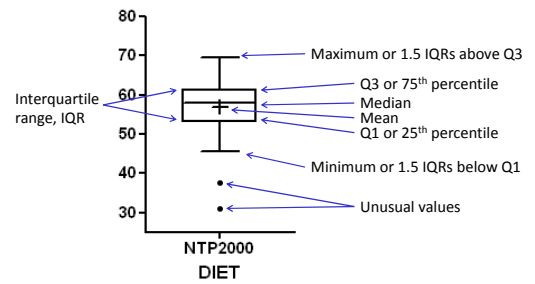 80
70
60
50
40
30
Maximum or 1.5 IQRs above Q3
Q3 or 75th percentile
Median
Mean
Q1 or 25th percentile
Interquartile
range, IQR
Minimum or 1.5 IQRs below Q1
Unusual values
NTP2000
DIET